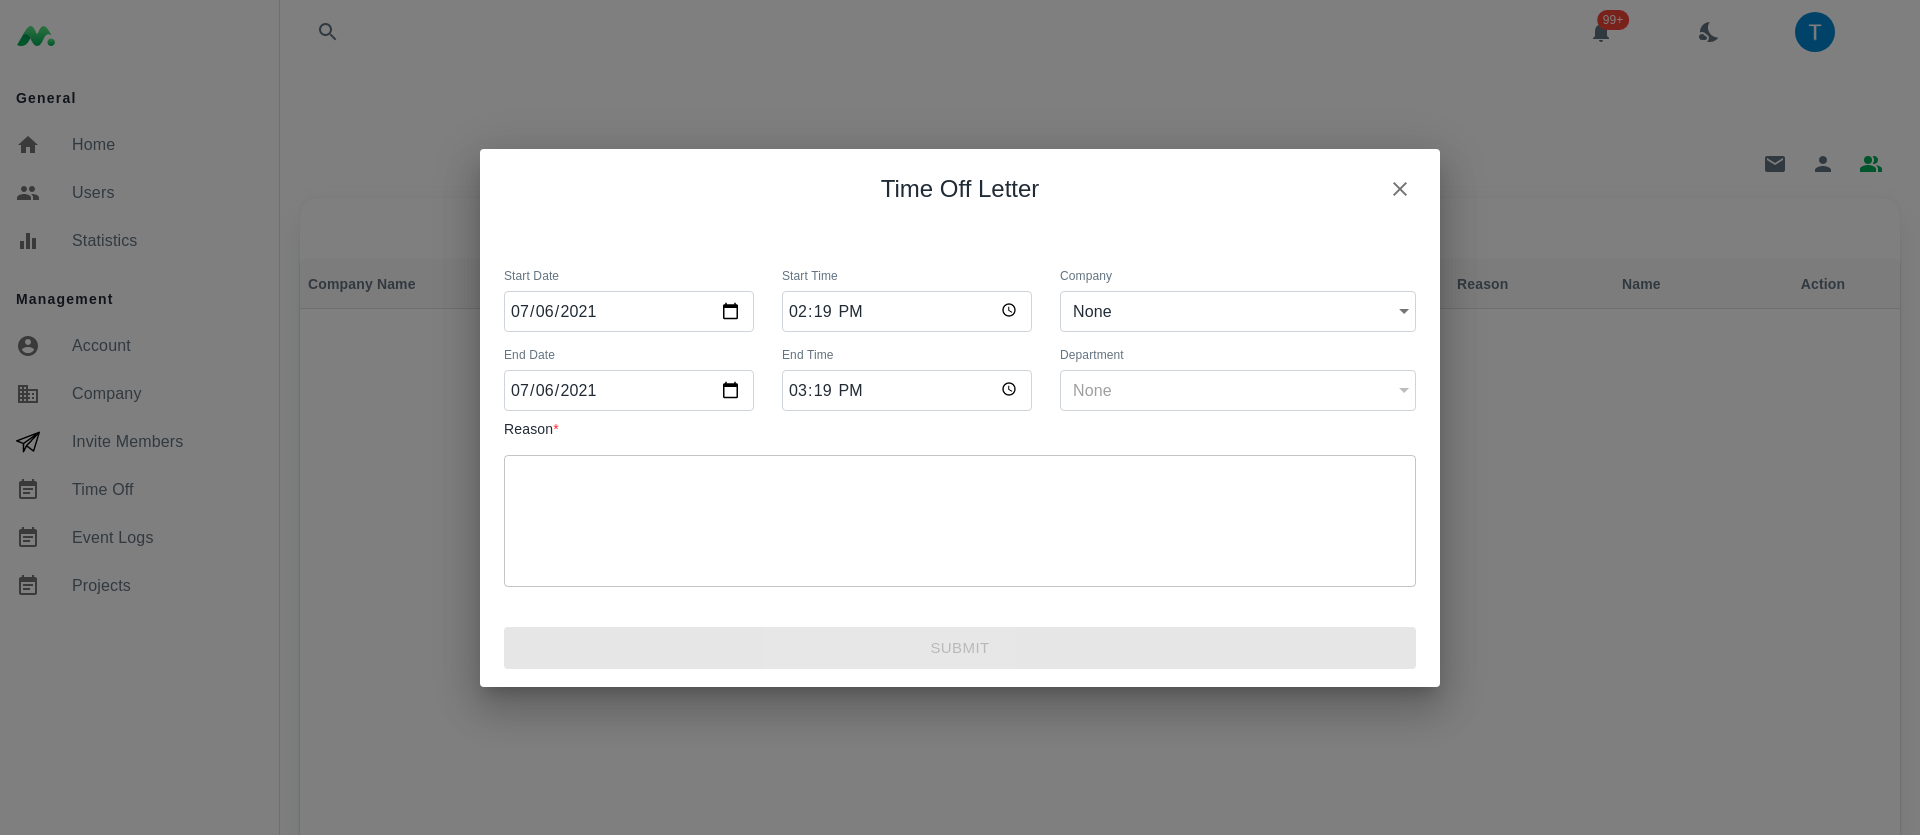 99+
T
General
Home
Users
Statistics
Management
Account
Company
Invite Members
Time Off
Event Logs
Projects
Company Name
Reason
Name
Action
Time Off Letter
Start Date
Start Time
Company
07/06/2021
02:19 PM
None
End Date
End Time
Department
07/06/2021
03:19 PM
None
Reason*
SUBMIT